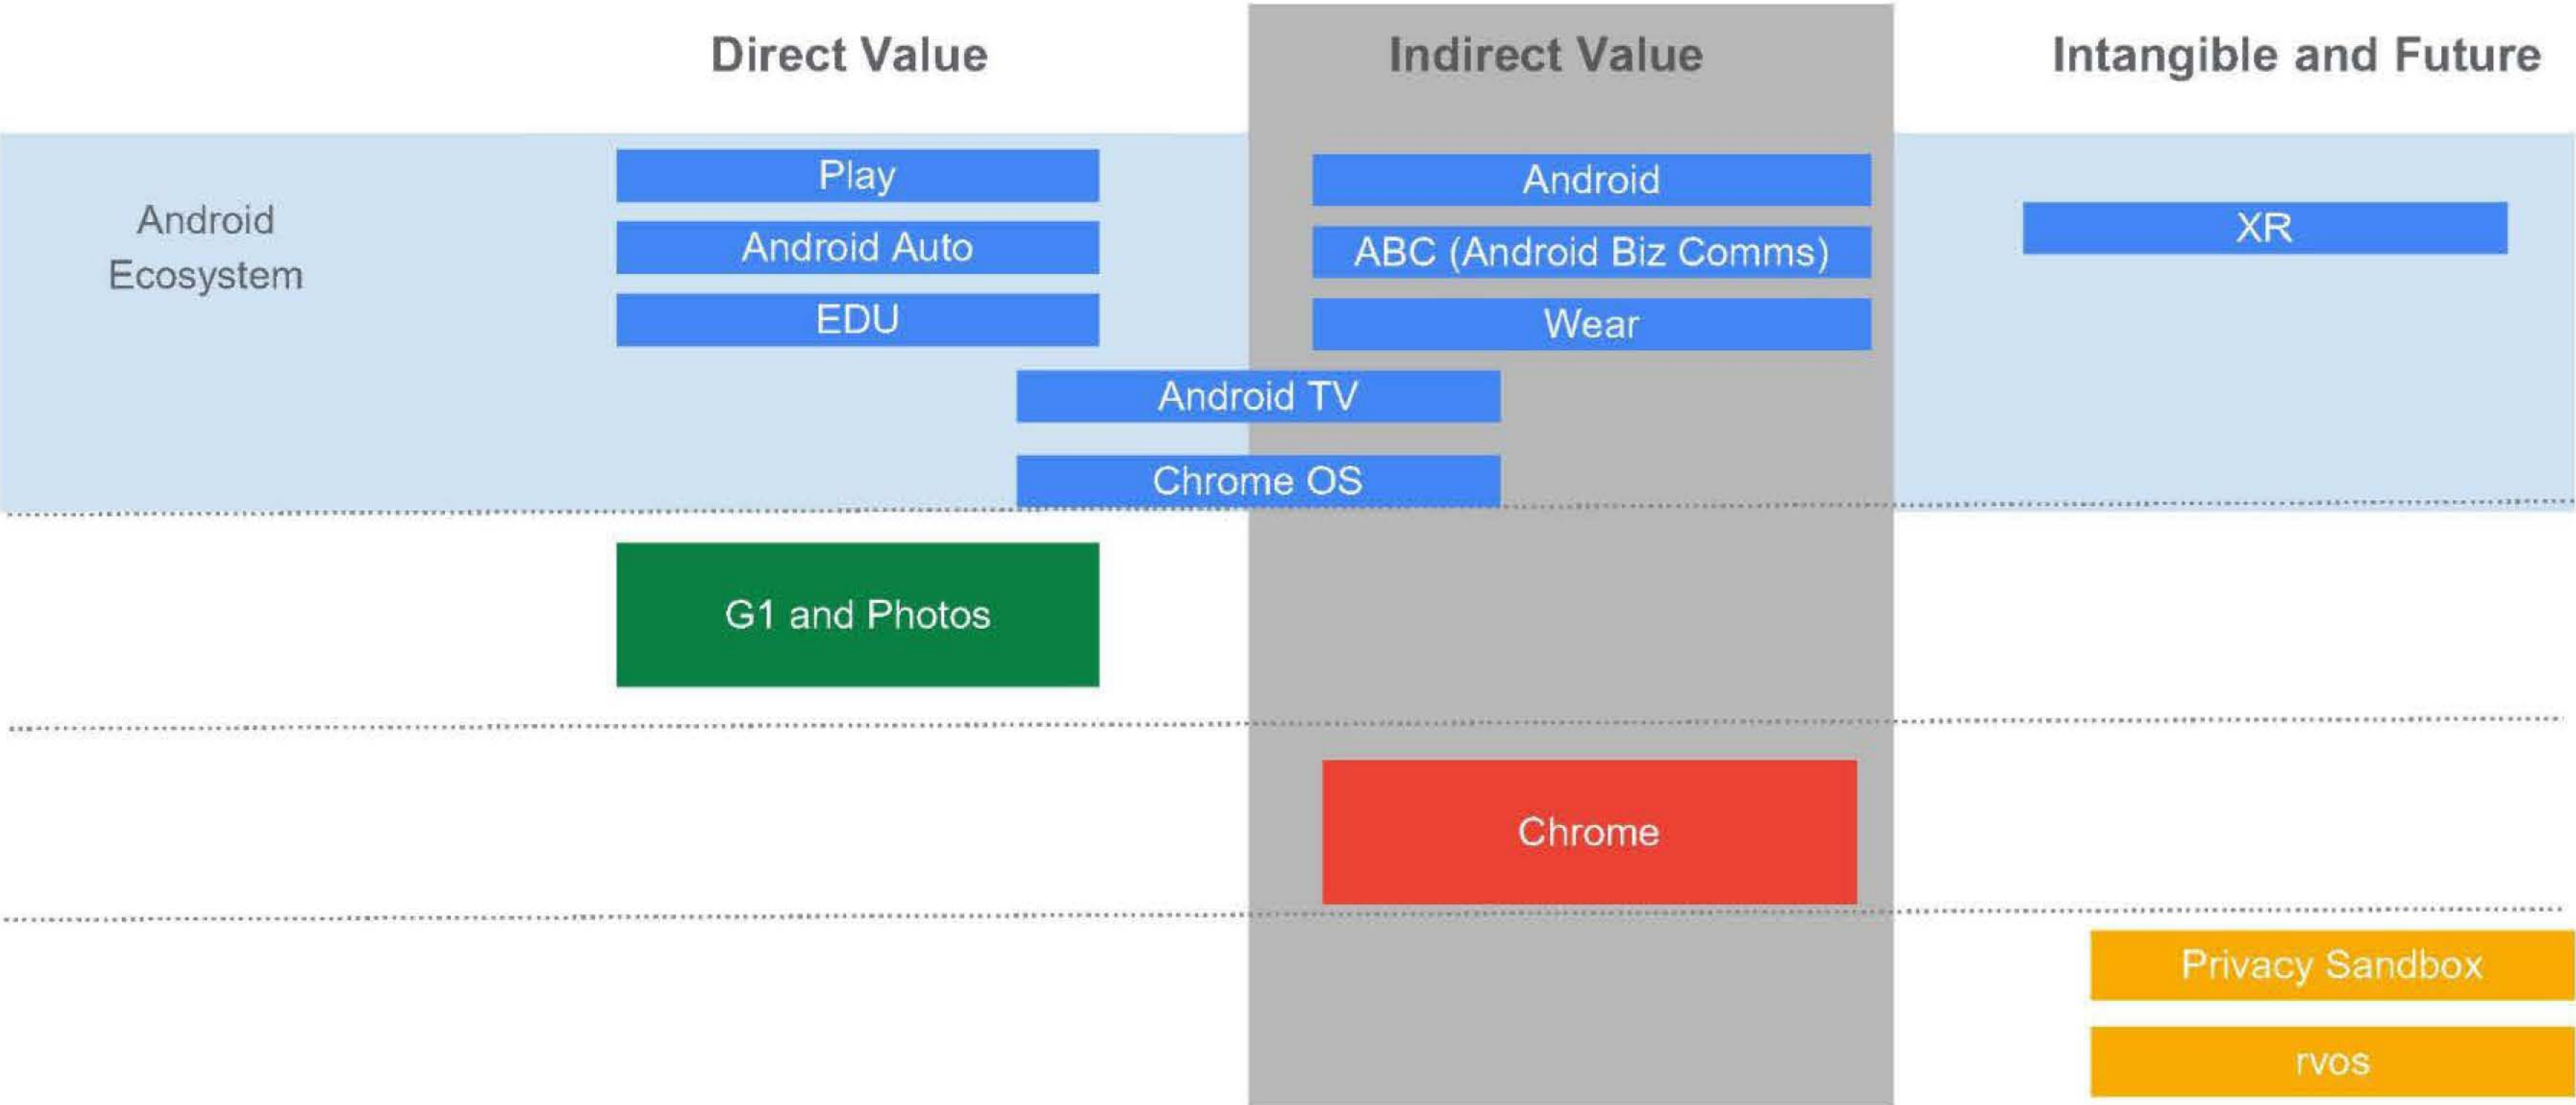 Direct Value
Indirect Value
Intangible and Future
Android
Ecosystem
Play
Android Auto
EDU
Android
ABC (Android Biz Comms)
Wear
XR
Android TV
Chrome OS
G1 and Photos
Chrome
Privacy Sandbox
rvos